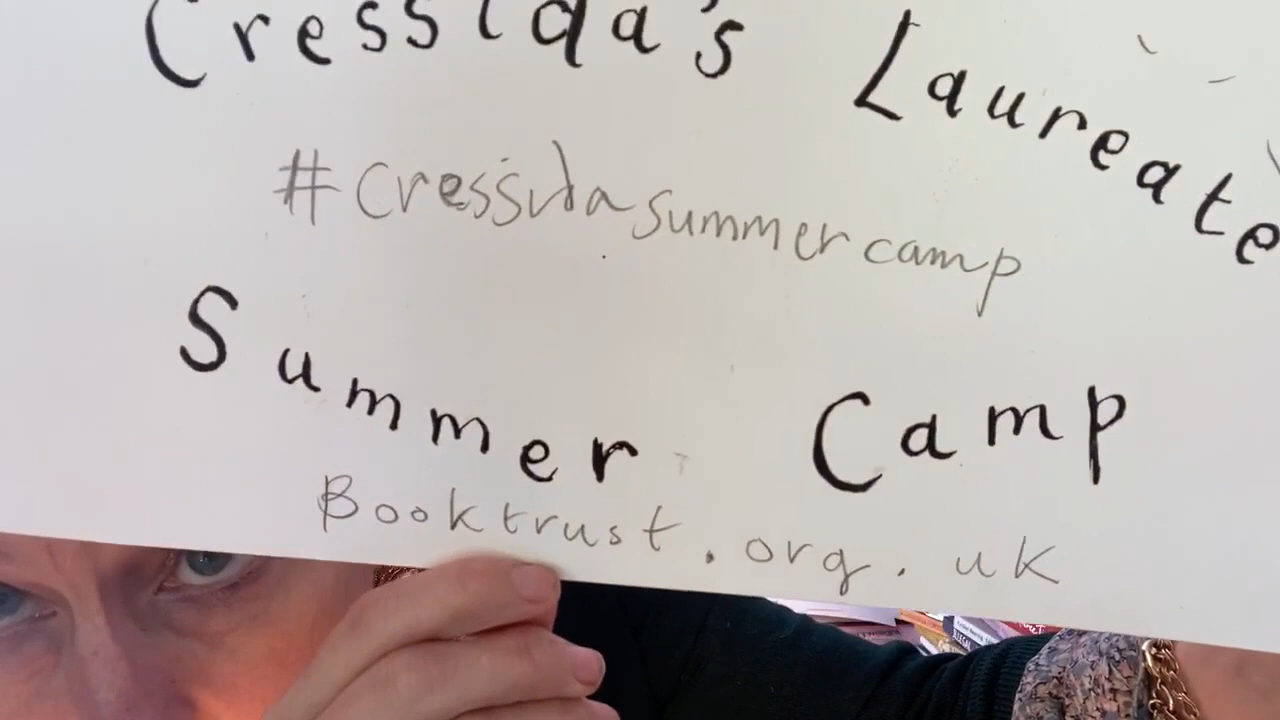 Cressida's Laureate
#cressidasummercamp
Summer Camp
Booktrust.org.uk